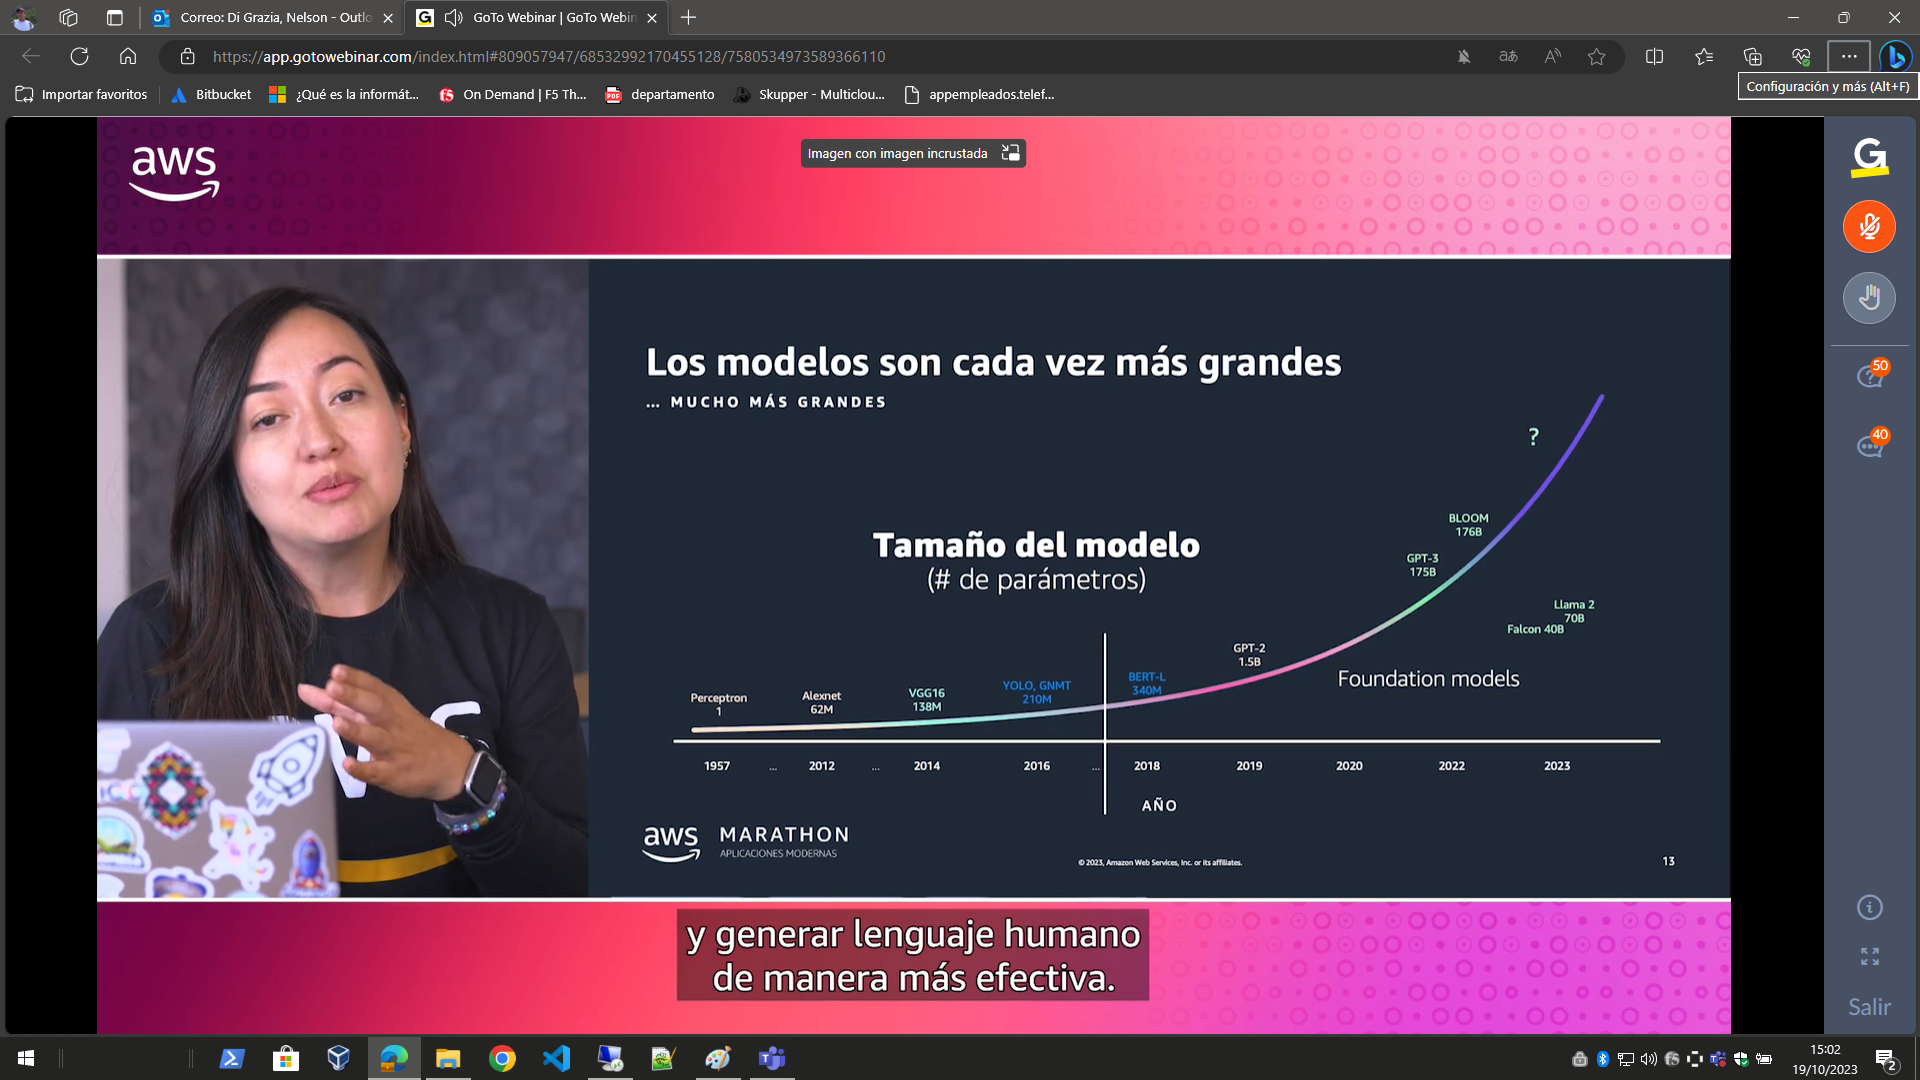 Correo: Di Grazia, Nelson - Outlo
GoTo Webinar | GoTo Webin
https://app.gotowebinar.com/index.html#809057947/68532992170455128/7580534973589366110
Importar favoritos
Bitbucket
¿Qué es la informát...
On Demand | F5 Th...
departamento
Skupper - Multiclou...
appempleados.telef...
Configuración y más (Alt+F)
aws
Imagen con imagen incrustada
G
50
40
Los modelos son cada vez más grandes
... MUCHO MÁS GRANDES
Tamaño del modelo
(# de parámetros)
?
BLOOM
176B
GPT-3
175B
Llama 2
70B
Falcon 40B
GPT-2
1.5B
Foundation models
BERT-L
340M
YOLO, GNMT
210M
VGG16
138M
Alexnet
62M
Perceptron
1
1957 ... 2012 ... 2014 2016 ... 2018 2019 2020 2022 2023
AÑO
aws MARATHON
APLICACIONES MODERNAS
© 2023, Amazon Web Services, Inc. or its affiliates.
13
y generar lenguaje humano
de manera más efectiva.
Salir
15:02
19/10/2023
2